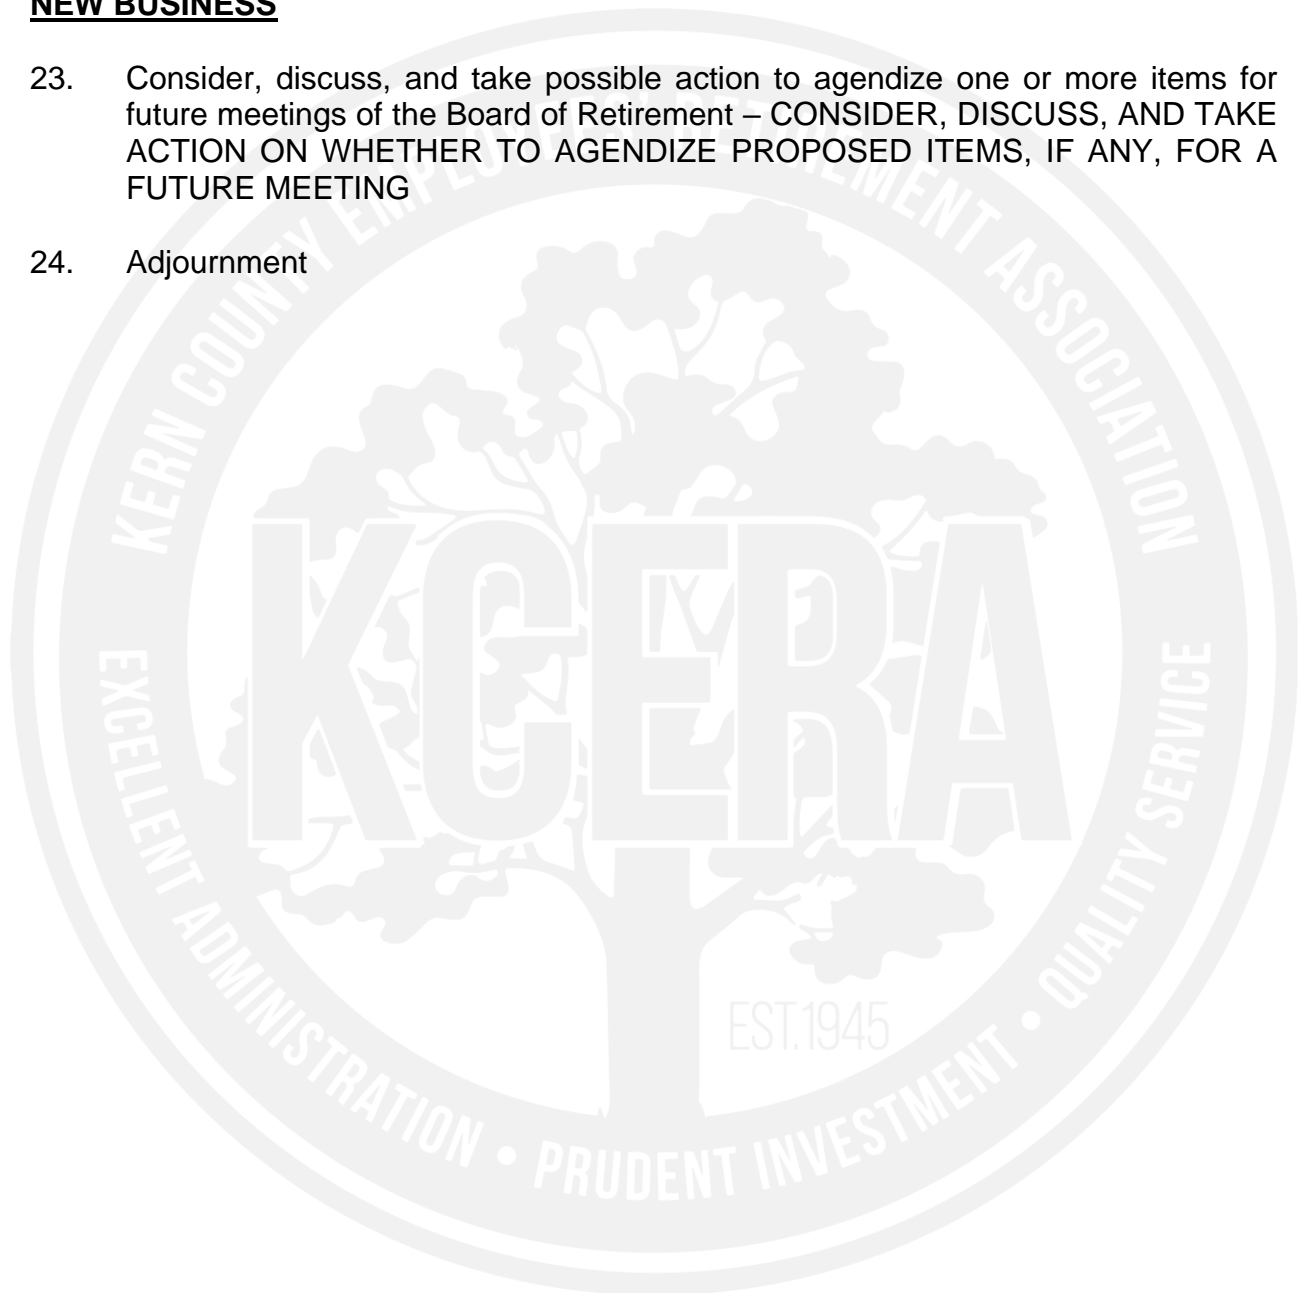 NEW BUSINESS
23. Consider, discuss, and take possible action to agendize one or more items for
future meetings of the Board of Retirement – CONSIDER, DISCUSS, AND TAKE
ACTION ON WHETHER TO AGENDIZE PROPOSED ITEMS, IF ANY, FOR A
FUTURE MEETING
24. Adjournment
KERN COUNTY EMPLOYEES' RETIREMENT ASSOCIATION
KCERA
EST.1945
EXCELLENT ADMINISTRATION • PRUDENT INVESTMENT • QUALITY SERVICE